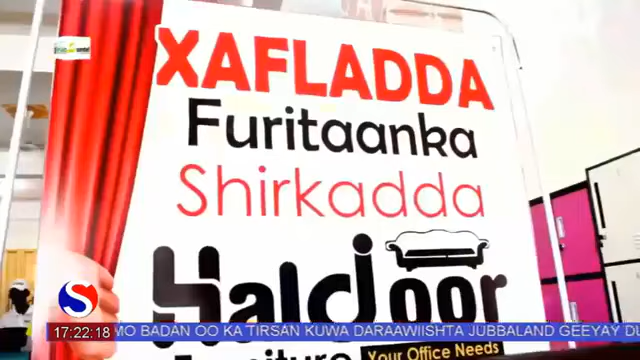 XAFLADDA
Furitaanka
Shirkadda
Haldoor
Your Office Needs
S
17:22:18
MO BADAN OO KA TIRSAN KUWA DARAAWIISHTA JUBBALAND GEEYAY DU